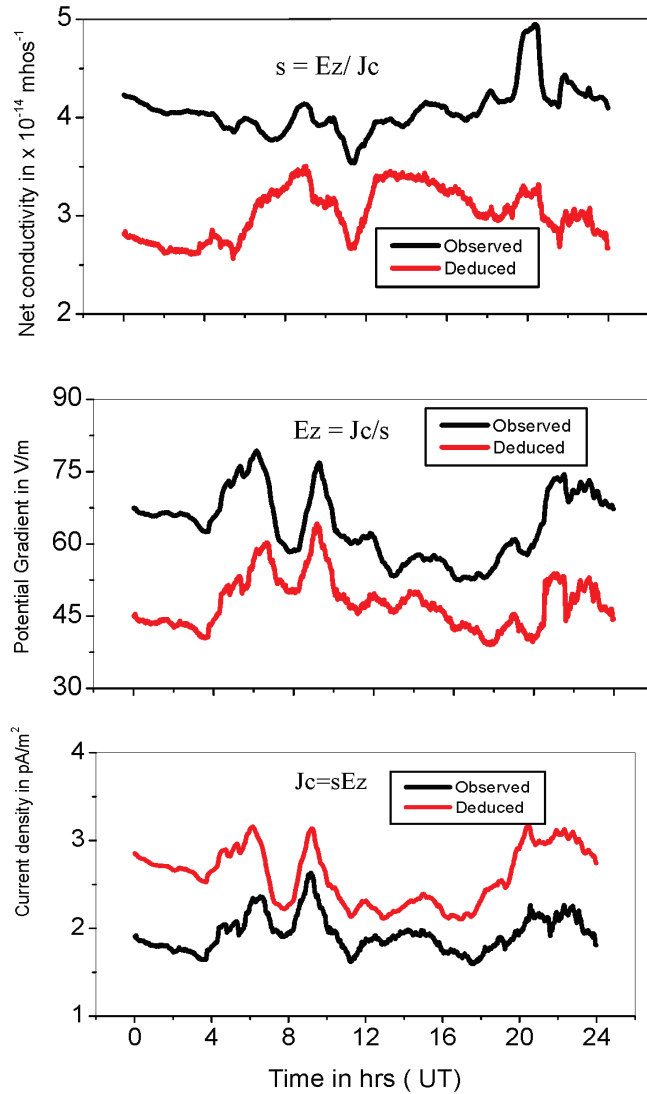 Net conductivity in x 10⁻¹⁴ mhos⁻¹
5
4
3
2
s = Ez/ Jc
Observed
Deduced
Potential Gradient in V/m
90
75
60
45
30
Ez = Jc/s
Observed
Deduced
Current density in pA/m²
4
3
2
1
Jc=sEz
Observed
Deduced
0 4 8 12 16 20 24
Time in hrs ( UT)